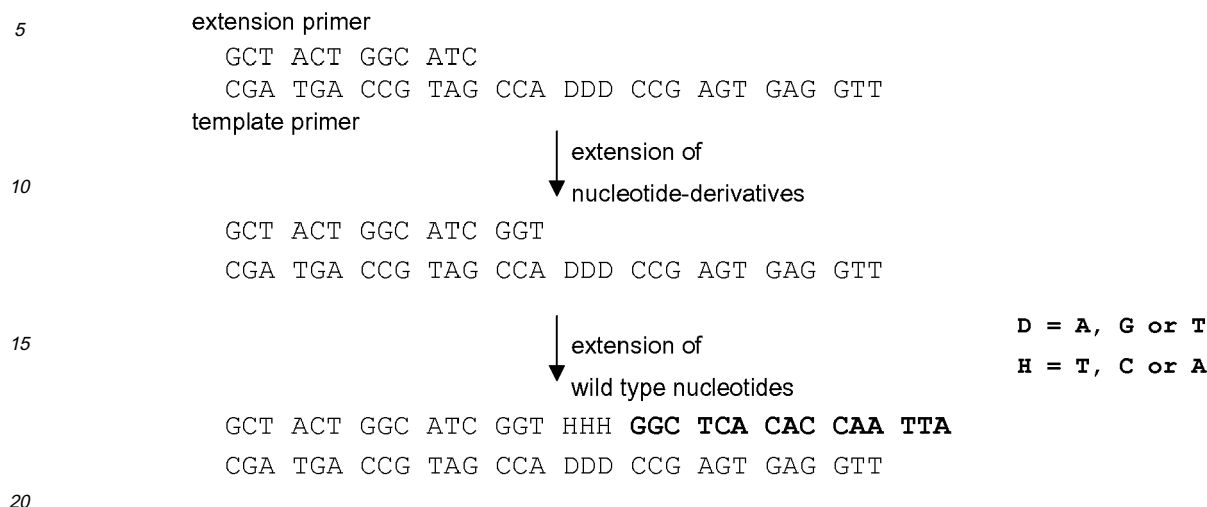 5
extension primer
GCT ACT GGC ATC
CGA TGA CCG TAG CCA DDD CCG AGT GAG GTT
template primer
extension of
10
nucleotide-derivatives
GCT ACT GGC ATC GGT
CGA TGA CCG TAG CCA DDD CCG AGT GAG GTT
D = A, G or T
15
extension of
H = T, C or A
wild type nucleotides
GCT ACT GGC ATC GGT HHH GGC TCA CAC CAA TTA
CGA TGA CCG TAG CCA DDD CCG AGT GAG GTT
20